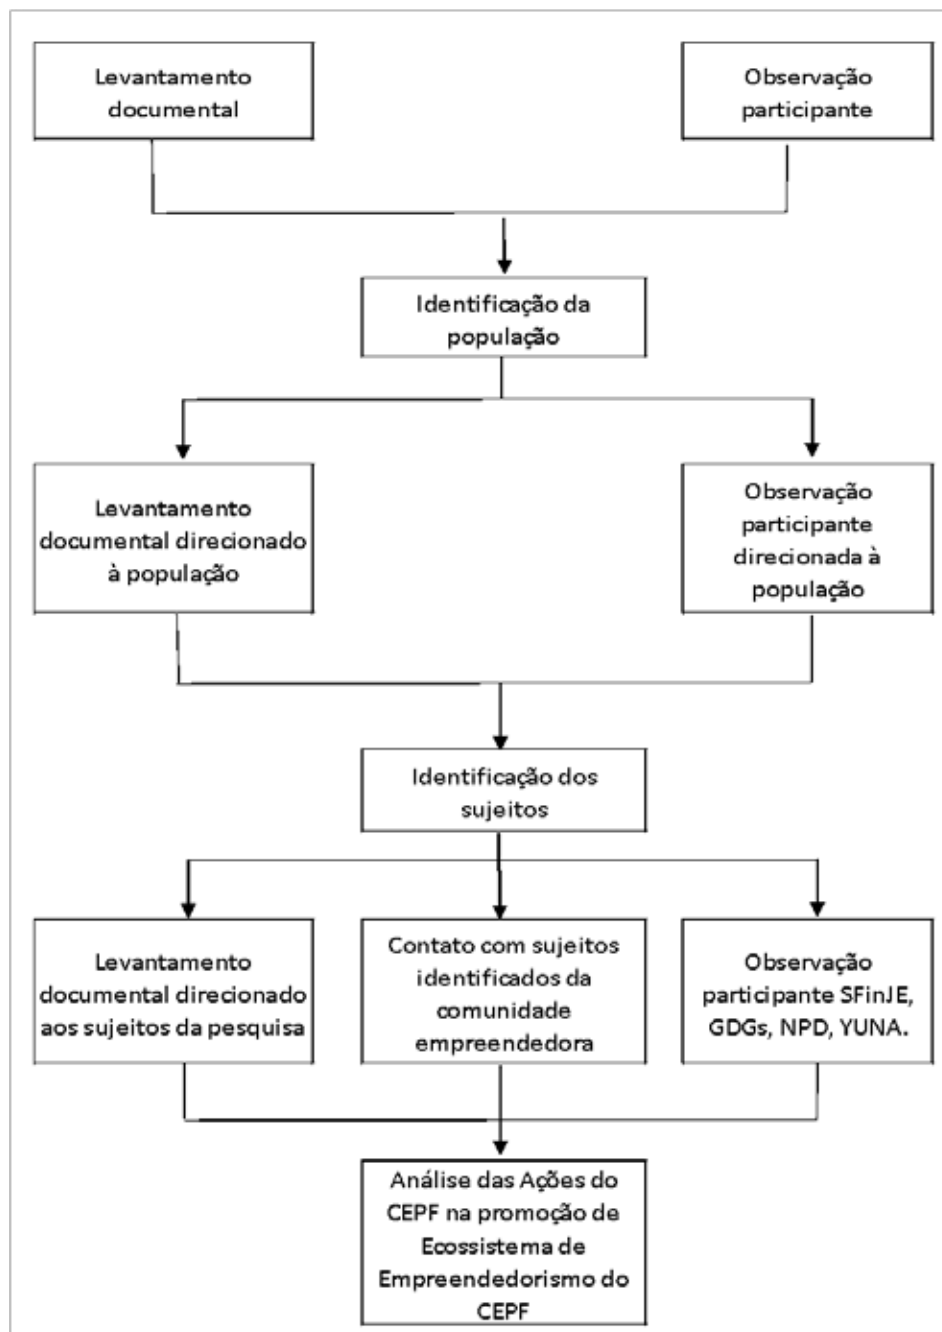 Levantamento
documental
Observação
participante
Identificação da
população
Levantamento
documental direcionado
à população
Observação
participante
direcionada à
população
Identificação dos
sujeitos
Levantamento
documental direcionado
aos sujeitos da pesquisa
Contato com sujeitos
identificados da
comunidade
empreendedora
Observação
participante SFinJE,
GDGs, NPD, YUNA.
Análise das Ações do
CEPF na promoção de
Ecossistema de
Empreendedorismo do
CEPF